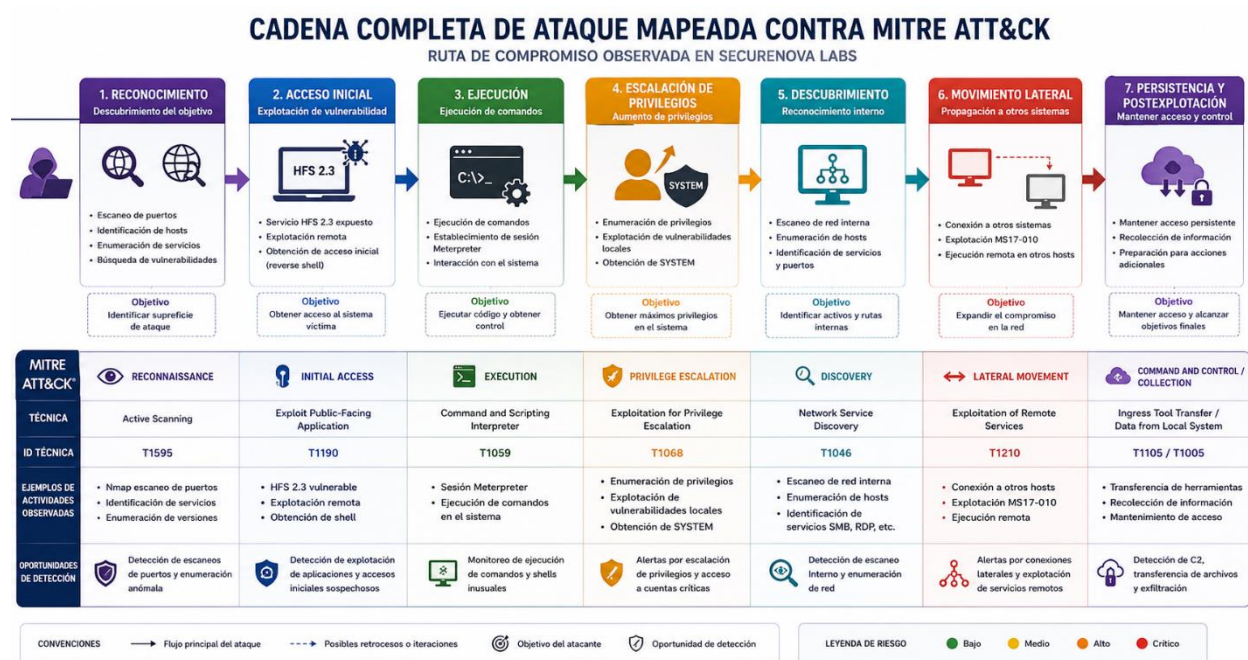 CADENA COMPLETA DE ATAQUE MAPEADA CONTRA MITRE ATT&CK
RUTA DE COMPROMISO OBSERVADA EN SECURENOVA LABS
1. RECONOCIMIENTO
Descubrimiento del objetivo
• Escaneo de puertos
• Identificación de hosts
• Enumeración de servicios
• Búsqueda de vulnerabilidades
Objetivo
Identificar supreficie
de ataque
2. ACCESO INICIAL
Explotación de vulnerabilidad
HFS 2.3
• Servicio HFS 2.3 expuesto
• Explotación remota
• Obtención de acceso inicial
(reverse shell)
Objetivo
Obtener acceso al sistema
víctima
3. EJECUCIÓN
Ejecución de comandos
C:\>_
• Ejecución de comandos
• Establecimiento de sesión
Meterpreter
• Interacción con el sistema
Objetivo
Ejecutar código y obtener
control
4. ESCALACIÓN DE
PRIVILEGIOS
Aumento de privilegios
SYSTEM
• Enumeración de privilegios
• Explotación de vulnerabilidades
locales
• Obtención de SYSTEM
Objetivo
Obtener máximos privilegios
en el sistema
5. DESCUBRIMIENTO
Reconocimiento interno
• Escaneo de red interna
• Enumeración de hosts
• Identificación de servicios
y puertos
Objetivo
Identificar activos y rutas
internas
6. MOVIMIENTO LATERAL
Propagación a otros sistemas
• Conexión a otros sistemas
• Explotación MS17-010
• Ejecución remota en otros hosts
Objetivo
Expandir el compromiso
en la red
7. PERSISTENCIA Y
POSTEXPLOTACIÓN
Mantener acceso y control
• Mantener acceso persistente
• Recolección de información
• Preparación para acciones
adicionales
Objetivo
Mantener acceso y alcanzar
objetivos finales
MITRE
ATT&CK®
RECONNAISSANCE
INITIAL ACCESS
EXECUTION
PRIVILEGE ESCALATION
DISCOVERY
LATERAL MOVEMENT
COMMAND AND CONTROL /
COLLECTION
TÉCNICA
Active Scanning
Exploit Public-Facing
Application
Command and Scripting
Interpreter
Exploitation for Privilege
Escalation
Network Service
Discovery
Exploitation of Remote
Services
Ingress Tool Transfer /
Data from Local System
ID TÉCNICA
T1595
T1190
T1059
T1068
T1046
T1210
T1105 / T1005
EJEMPLOS DE
ACTIVIDADES
OBSERVADAS
• Nmap escaneo de puertos
• Identificación de servicios
• Enumeración de versiones
• HFS 2.3 vulnerable
• Explotación remota
• Obtención de shell
• Sesión Meterpreter
• Ejecución de comandos
en el sistema
• Enumeración de privilegios
• Explotación de
vulnerabilidades locales
• Obtención de SYSTEM
• Escaneo de red interna
• Enumeración de hosts
• Identificación de
servicios SMB, RDP, etc.
• Conexión a otros hosts
• Explotación MS17-010
• Ejecución remota
• Transferencia de herramientas
• Recolección de información
• Mantenimiento de acceso
OPORTUNIDADES
DE DETECCIÓN
Detección de escaneos
de puertos y enumeración
anómala
Detección de explotación
de aplicaciones y accesos
iniciales sospechosos
Monitoreo de ejecución
de comandos y shells
inusuales
Alertas por escalación
de privilegios y acceso
a cuentas críticas
Detección de escaneo
Interno y enumeración
de red
Alertas por conexiones
laterales y explotación
de servicios remotos
Detección de C2,
transferencia de archivos
y exfiltración
CONVENCIONES
Flujo principal del ataque
Posibles retrocesos o iteraciones
Objetivo del atacante
Oportunidad de detección
LEYENDA DE RIESGO
Bajo
Medio
Alto
Crítico